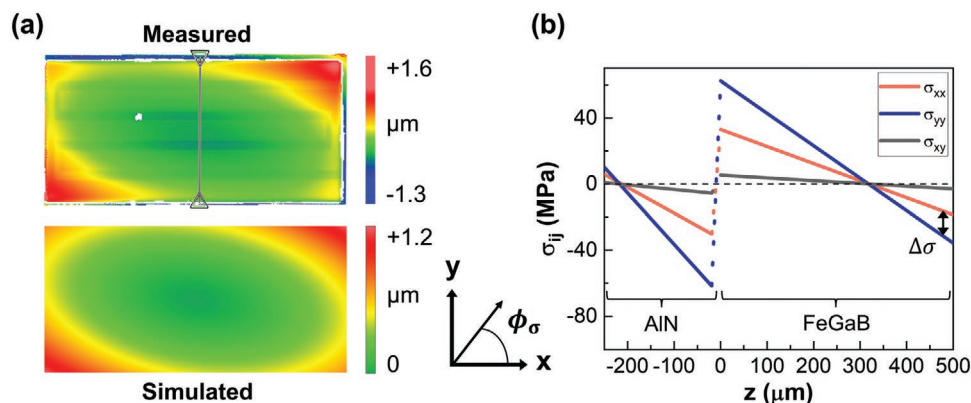 (a)
Measured
+1.6
μm
-1.3
+1.2
μm
0
Simulated
y
ϕσ
x
(b)
σij (MPa)
40
0
-40
-80
σxx
σyy
σxy
Δσ
AlN
FeGaB
-200 -100 0 100 200 300 400 500
z (μm)